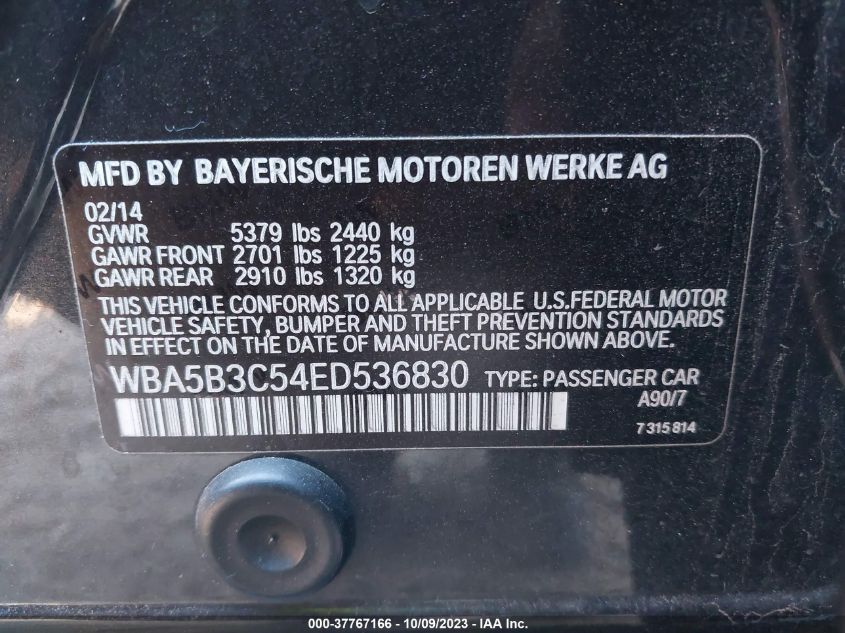 MFD BY BAYERISCHE MOTOREN WERKE AG
02/14
GVWR 5379 lbs 2440 kg
GAWR FRONT 2701 lbs 1225 kg
GAWR REAR 2910 lbs 1320 kg
THIS VEHICLE CONFORMS TO ALL APPLICABLE U.S.FEDERAL MOTOR
VEHICLE SAFETY, BUMPER AND THEFT PREVENTION STANDARDS
IN EFFECT ON THE DATE OF MANUFACTURE SHOWN ABOVE.
WBA5B3C54ED536830 TYPE: PASSENGER CAR
A90/7
7 315 814
000-37767166 - 10/09/2023 - IAA Inc.